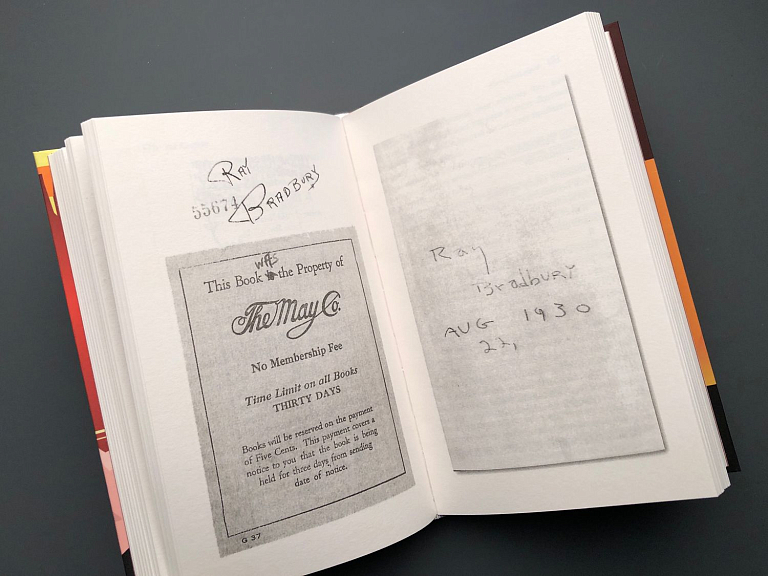 Ray
55674 Bradbury
was
This Book is the Property of
The May Co.
No Membership Fee
Time Limit on all Books
THIRTY DAYS
Books will be reserved on the payment
of Five Cents. This payment covers a
notice to you that the book is being
held for three days from sending
date of notice.
G 37
Ray
Bradbury
AUG 1930
22,